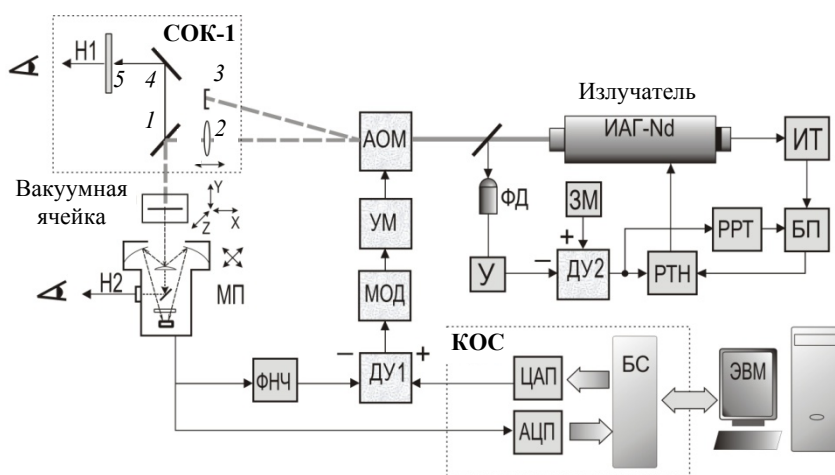 СОК-1
Н1
5
4
3
1
2
АОМ
Излучатель
ИАГ-Nd
ИТ
Вакуумная
ячейка
Y
X
Z
Н2
МП
УМ
МОД
ФД
ЗМ
У
+
−
ДУ2
РТН
РРТ
БП
ФНЧ
−
ДУ1
+
КОС
ЦАП
АЦП
БС
ЭВМ